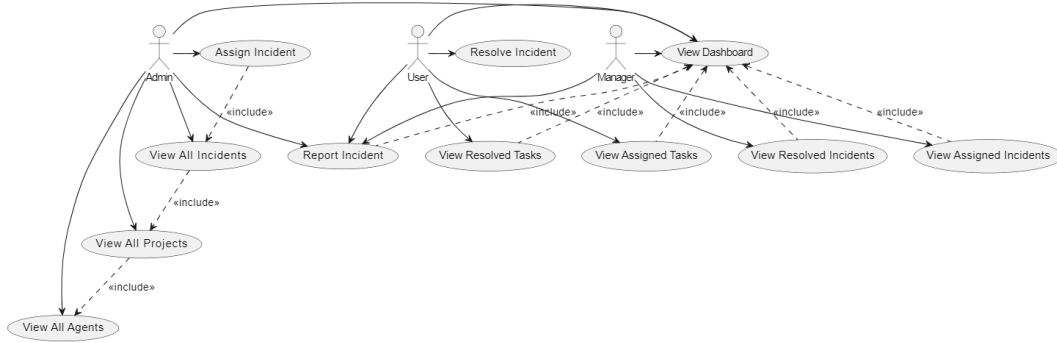 Assign Incident
Resolve Incident
View Dashboard
Admin
User
Manager
«include»
«include»
«include»
«include»
«include»
«include»
View All Incidents
Report Incident
View Resolved Tasks
View Assigned Tasks
View Resolved Incidents
View Assigned Incidents
«include»
View All Projects
«include»
View All Agents